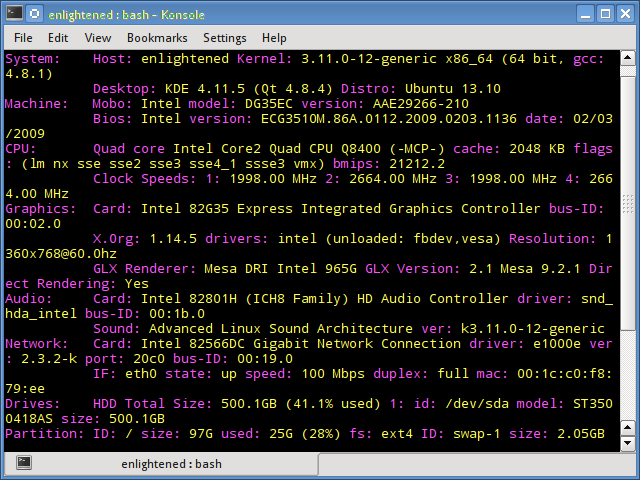 enlightened : bash – Konsole
File Edit View Bookmarks Settings Help
System: Host: enlightened Kernel: 3.11.0-12-generic x86_64 (64 bit, gcc:
4.8.1)
Desktop: KDE 4.11.5 (Qt 4.8.4) Distro: Ubuntu 13.10
Machine: Mobo: Intel model: DG35EC version: AAE29266-210
Bios: Intel version: ECG3510M.86A.0112.2009.0203.1136 date: 02/03
/2009
CPU: Quad core Intel Core2 Quad CPU Q8400 (-MCP-) cache: 2048 KB flags
: (lm nx sse sse2 sse3 sse4_1 ssse3 vmx) bmips: 21212.2
Clock Speeds: 1: 1998.00 MHz 2: 2664.00 MHz 3: 1998.00 MHz 4: 266
4.00 MHz
Graphics: Card: Intel 82G35 Express Integrated Graphics Controller bus-ID:
00:02.0
X.Org: 1.14.5 drivers: intel (unloaded: fbdev,vesa) Resolution: 1
360x768@60.0hz
GLX Renderer: Mesa DRI Intel 965G GLX Version: 2.1 Mesa 9.2.1 Dir
ect Rendering: Yes
Audio: Card: Intel 82801H (ICH8 Family) HD Audio Controller driver: snd_
hda_intel bus-ID: 00:1b.0
Sound: Advanced Linux Sound Architecture ver: k3.11.0-12-generic
Network: Card: Intel 82566DC Gigabit Network Connection driver: e1000e ver
: 2.3.2-k port: 20c0 bus-ID: 00:19.0
IF: eth0 state: up speed: 100 Mbps duplex: full mac: 00:1c:c0:f8:
79:ee
Drives: HDD Total Size: 500.1GB (41.1% used) 1: id: /dev/sda model: ST350
0418AS size: 500.1GB
Partition: ID: / size: 97G used: 25G (28%) fs: ext4 ID: swap-1 size: 2.05GB
enlightened : bash